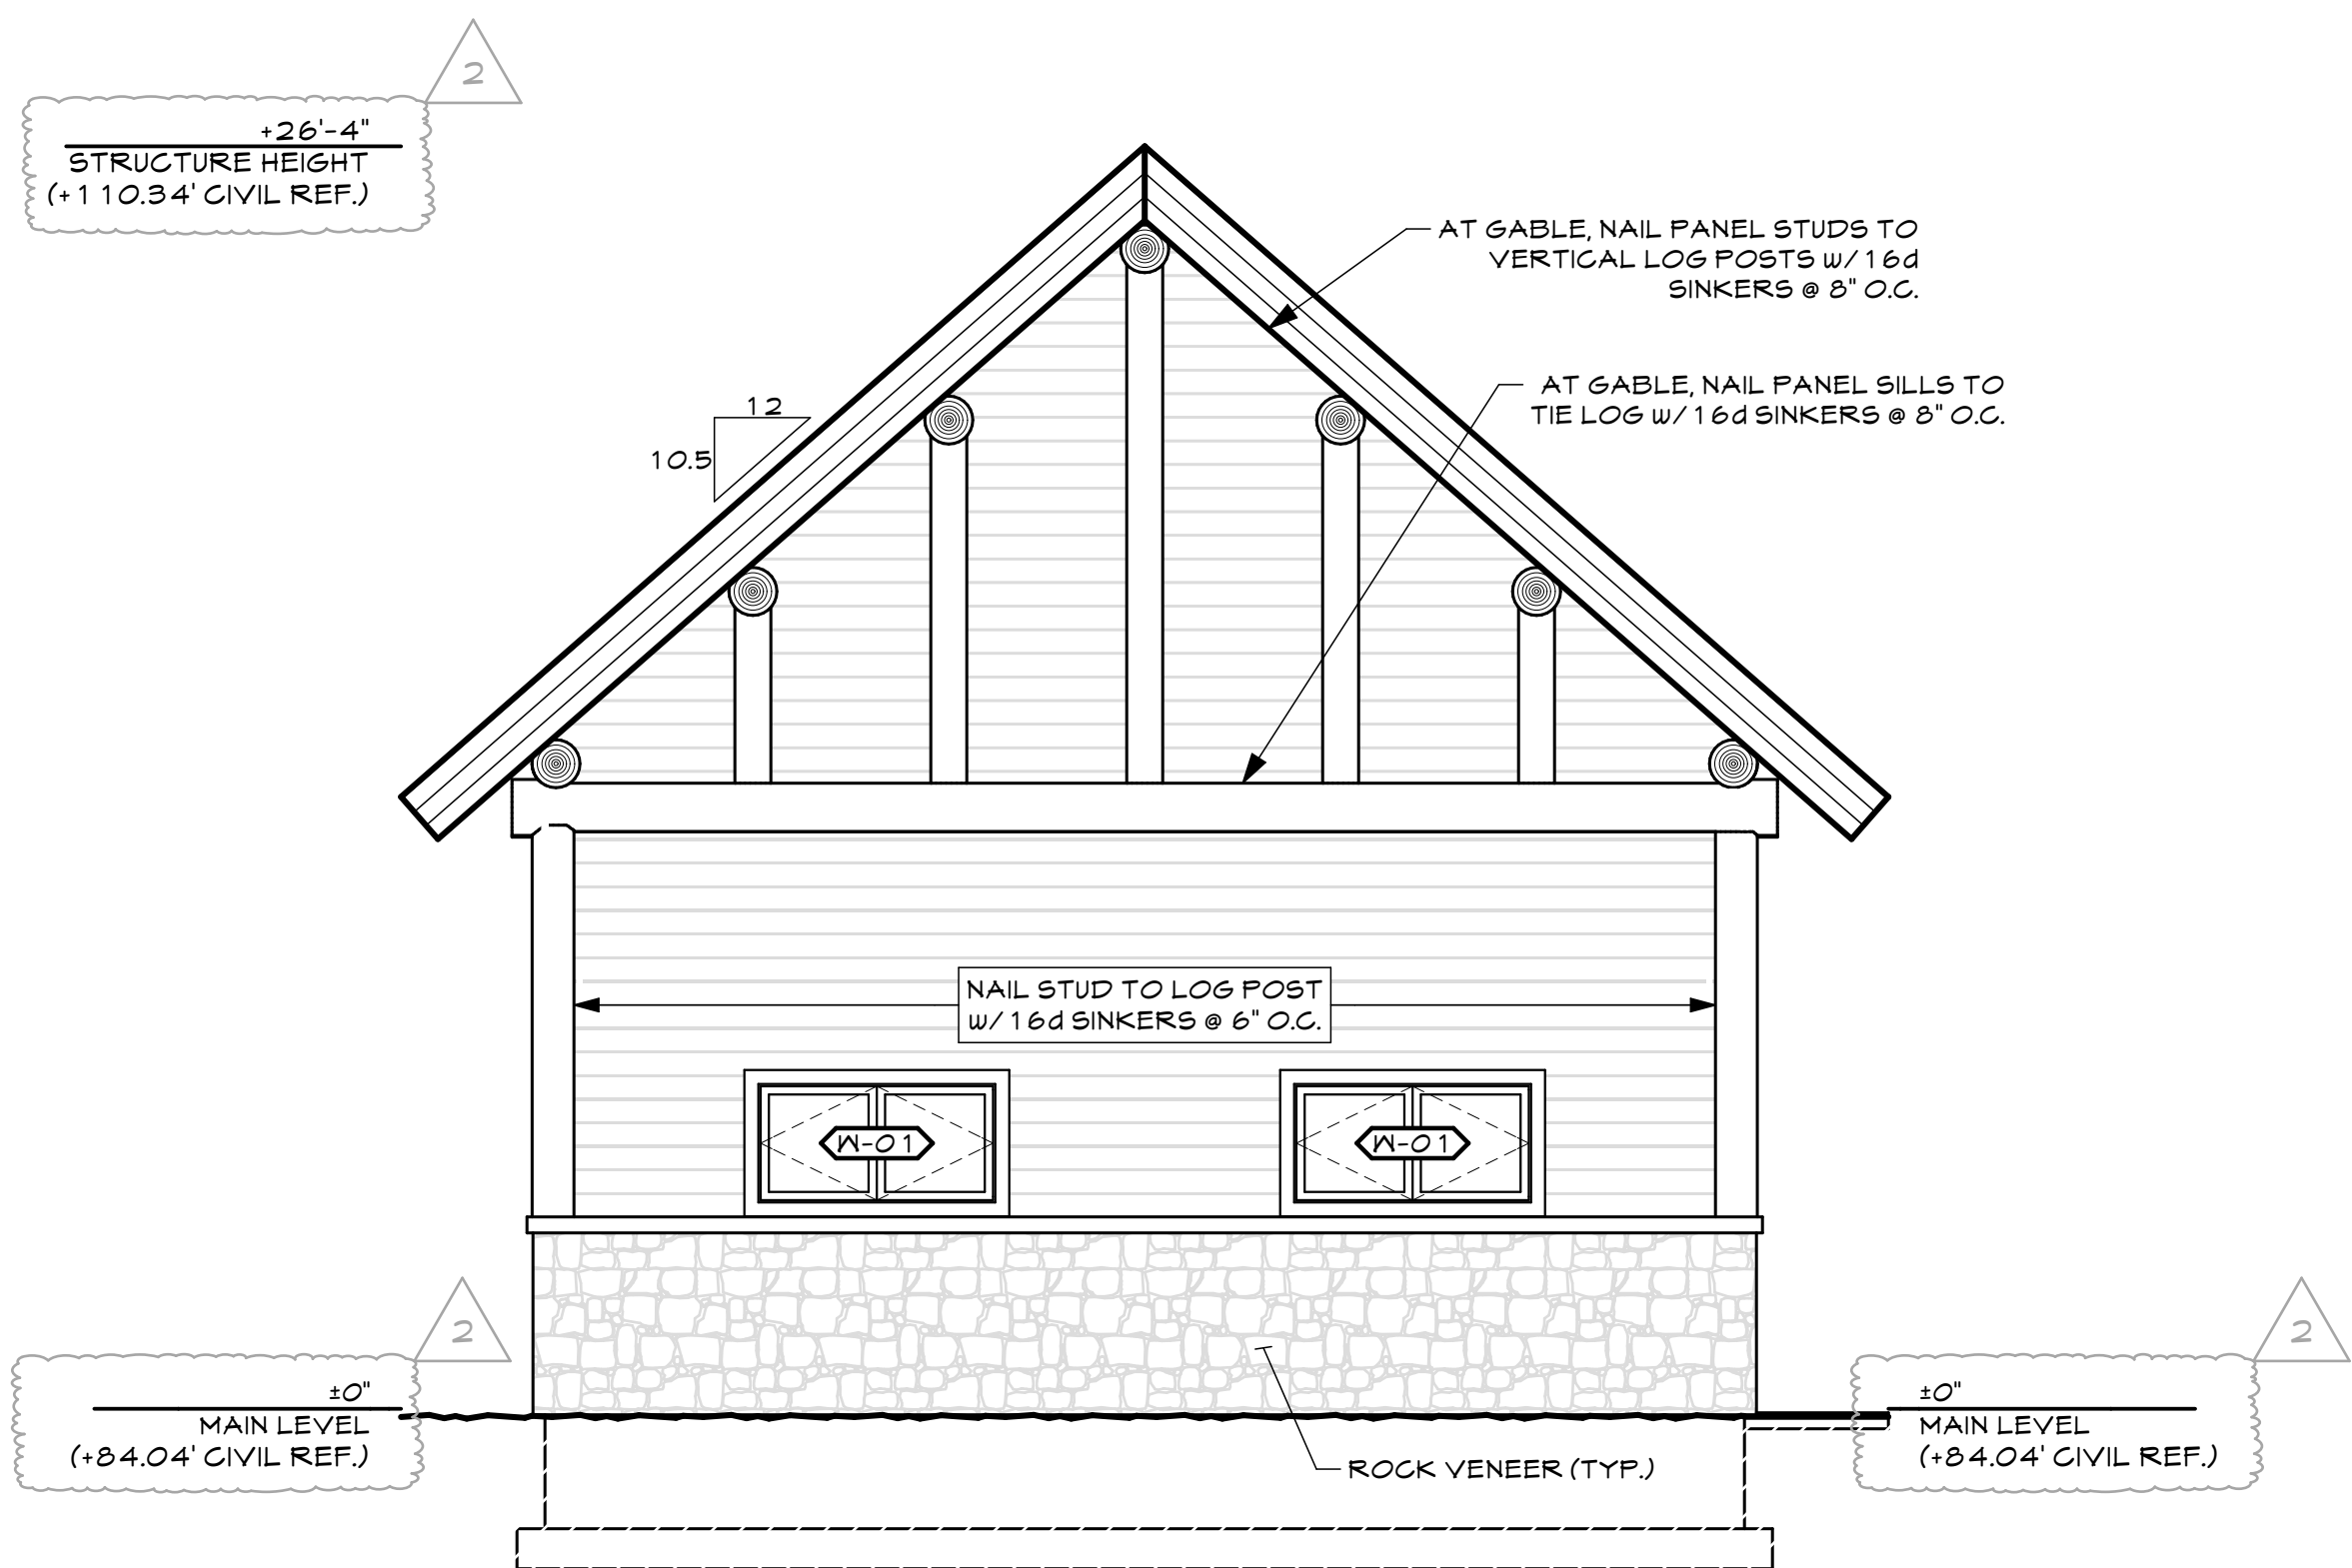 2
+26'-4"
STRUCTURE HEIGHT
(+110.34' CIVIL REF.)
AT GABLE, NAIL PANEL STUDS TO
VERTICAL LOG POSTS w/ 16d
SINKERS @ 8" O.C.
AT GABLE, NAIL PANEL SILLS TO
TIE LOG w/ 16d SINKERS @ 8" O.C.
12
10.5
NAIL STUD TO LOG POST
w/ 16d SINKERS @ 6" O.C.
W-01
W-01
2
±0"
MAIN LEVEL
(+84.04' CIVIL REF.)
ROCK VENEER (TYP.)
2
±0"
MAIN LEVEL
(+84.04' CIVIL REF.)